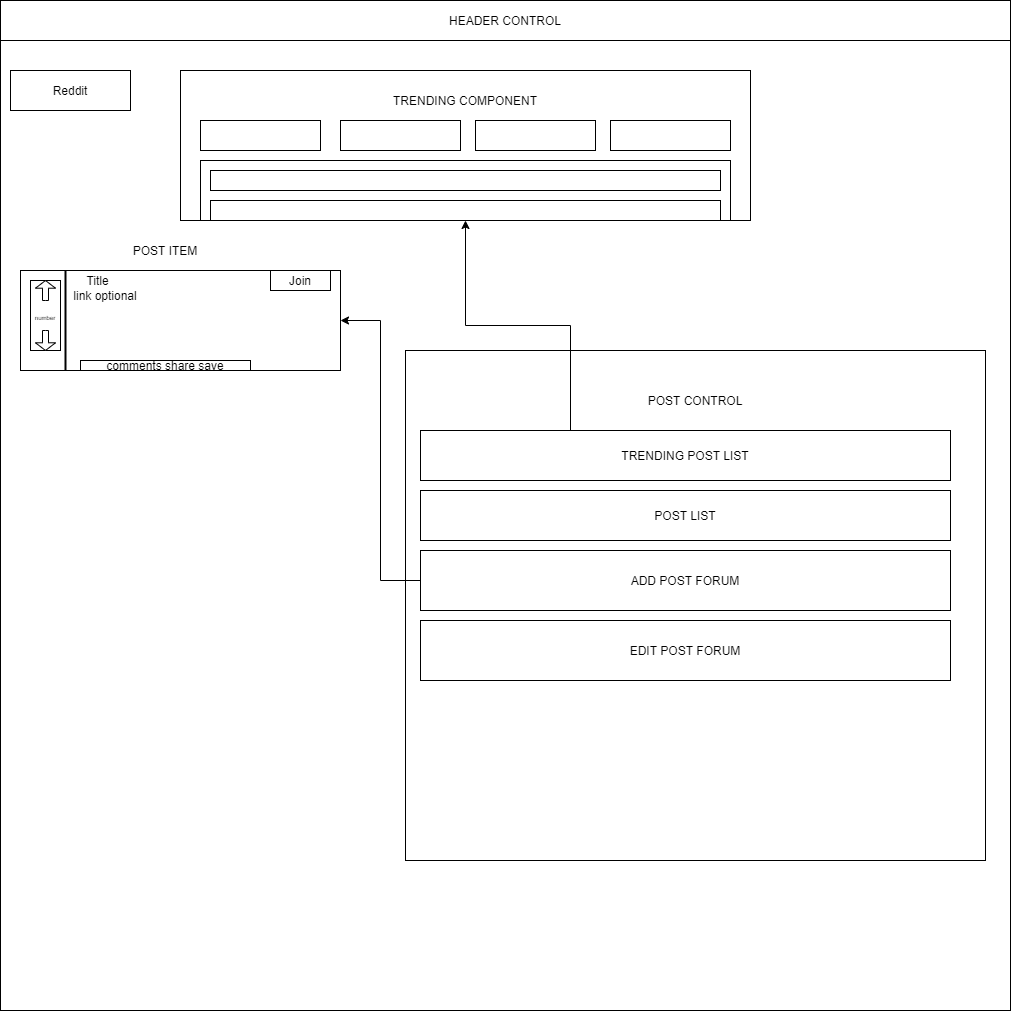 HEADER CONTROL
Reddit
TRENDING COMPONENT
POST ITEM
Title
Join
link optional
number
comments share save
POST CONTROL
TRENDING POST LIST
POST LIST
ADD POST FORUM
EDIT POST FORUM